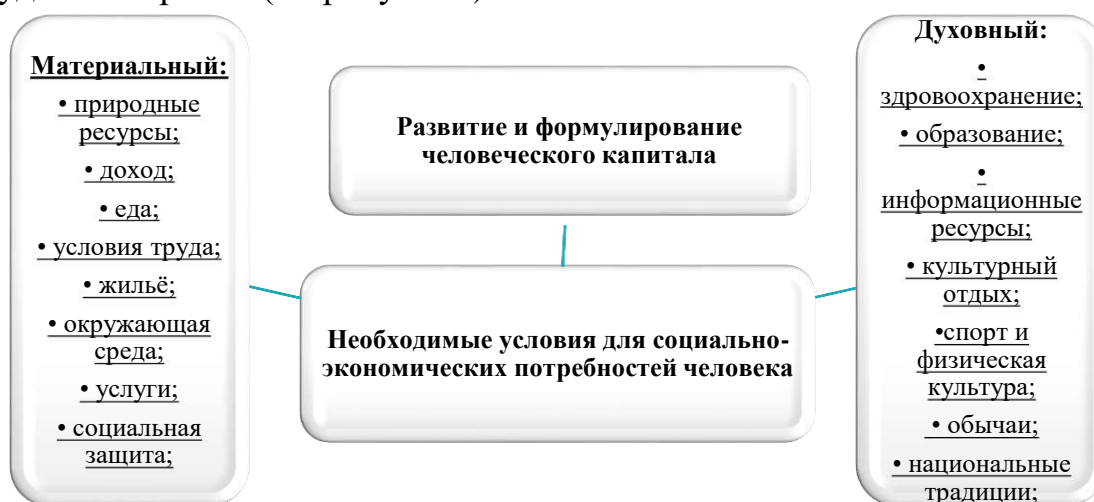 Материальный:
• природные
ресурсы;
• доход;
• еда;
• условия труда;
• жильё;
• окружающая
среда;
• услуги;
• социальная
защита;
Развитие и формулирование
человеческого капитала
Необходимые условия для социально-
экономических потребностей человека
Духовный:
•
здровоохранение;
• образование;
•
информационные
ресурсы;
• культурный
отдых;
•спорт и
физическая
культура;
• обычаи;
• национальные
традиции;